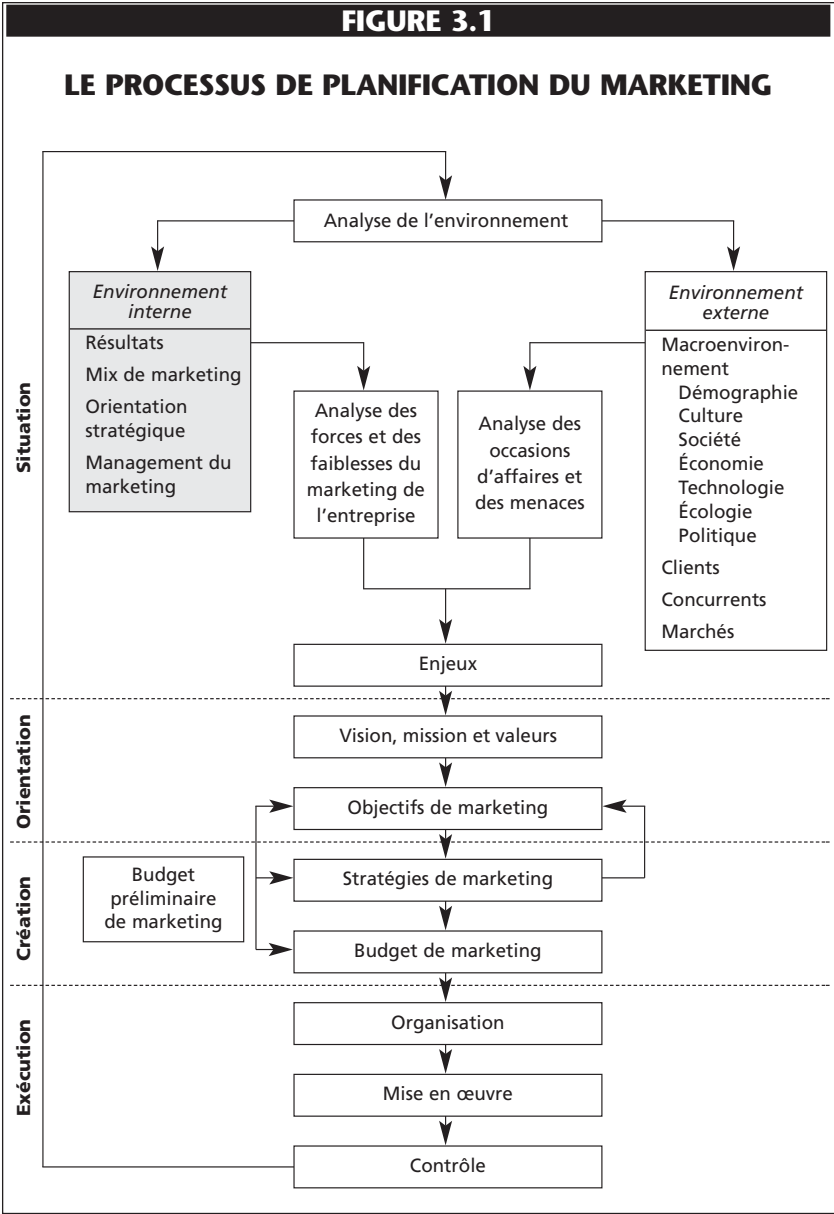 FIGURE 3.1
LE PROCESSUS DE PLANIFICATION DU MARKETING
Situation
Analyse de l'environnement
Environnement
interne
Résultats
Mix de marketing
Orientation
stratégique
Management du
marketing
Analyse des
forces et des
faiblesses du
marketing de
l'entreprise
Analyse des
occasions
d'affaires et
des menaces
Environnement
externe
Macroenviron-
nement
Démographie
Culture
Société
Économie
Technologie
Écologie
Politique
Clients
Concurrents
Marchés
Enjeux
Orientation
Vision, mission et valeurs
Objectifs de marketing
Création
Budget
préliminaire
de marketing
Stratégies de marketing
Budget de marketing
Exécution
Organisation
Mise en œuvre
Contrôle